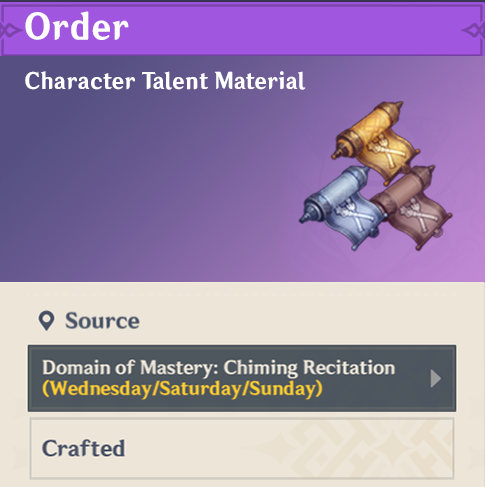 Order
Character Talent Material
Source
Domain of Mastery: Chiming Recitation
(Wednesday/Saturday/Sunday)
Crafted